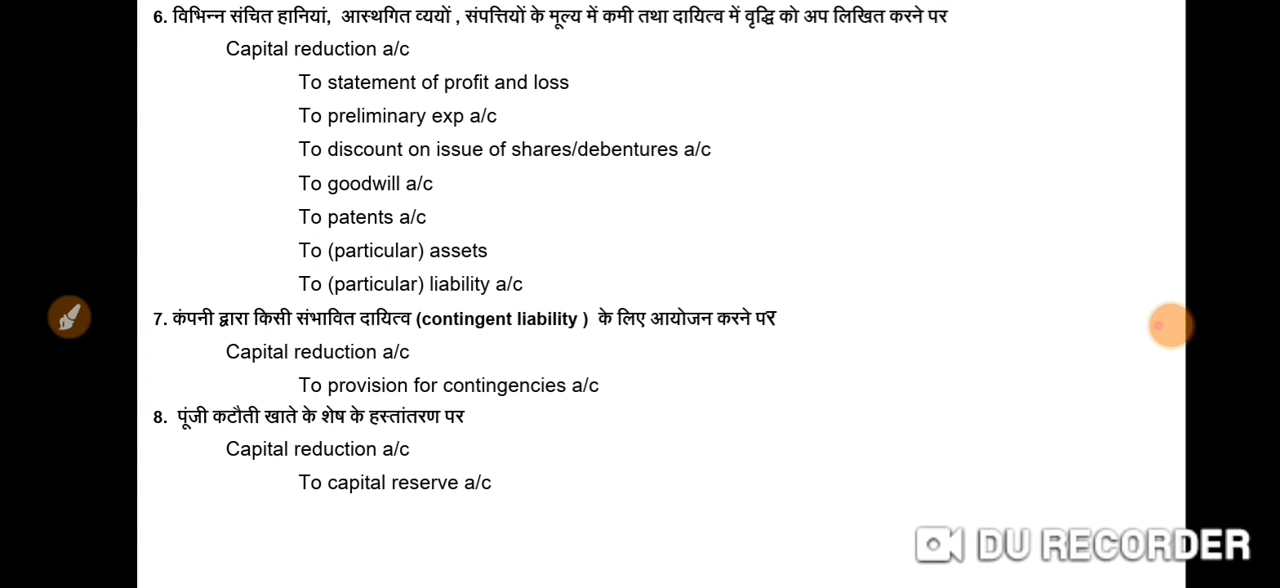 6. विभिन्न संचित हानियां, आस्थगित व्ययों , संपत्तियों के मूल्य में कमी तथा दायित्व में वृद्धि को अप लिखित करने पर
Capital reduction a/c
To statement of profit and loss
To preliminary exp a/c
To discount on issue of shares/debentures a/c
To goodwill a/c
To patents a/c
To (particular) assets
To (particular) liability a/c
7. कंपनी द्वारा किसी संभावित दायित्व (contingent liability ) के लिए आयोजन करने पर
Capital reduction a/c
To provision for contingencies a/c
8. पूंजी कटौती खाते के शेष के हस्तांतरण पर
Capital reduction a/c
To capital reserve a/c
DU RECORDER